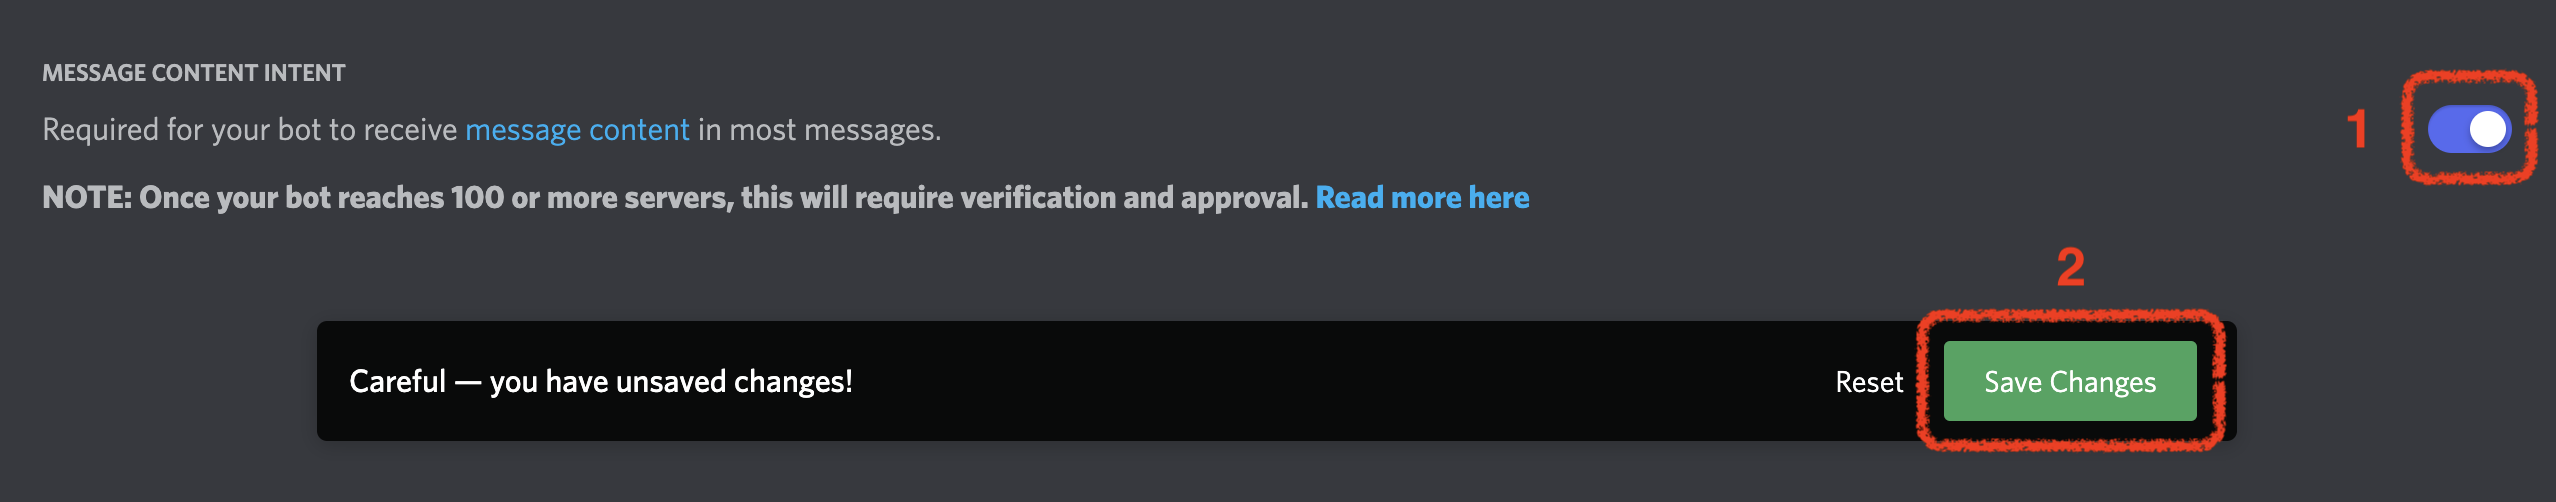 MESSAGE CONTENT INTENT
Required for your bot to receive message content in most messages.
1
NOTE: Once your bot reaches 100 or more servers, this will require verification and approval. Read more here
2
Careful — you have unsaved changes!
Reset
Save Changes